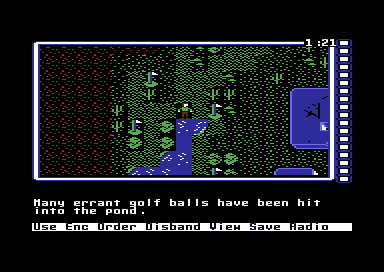 1:21
Many errant golf balls have been hit
into the pond.
Use Enc Order Disband View Save Radio